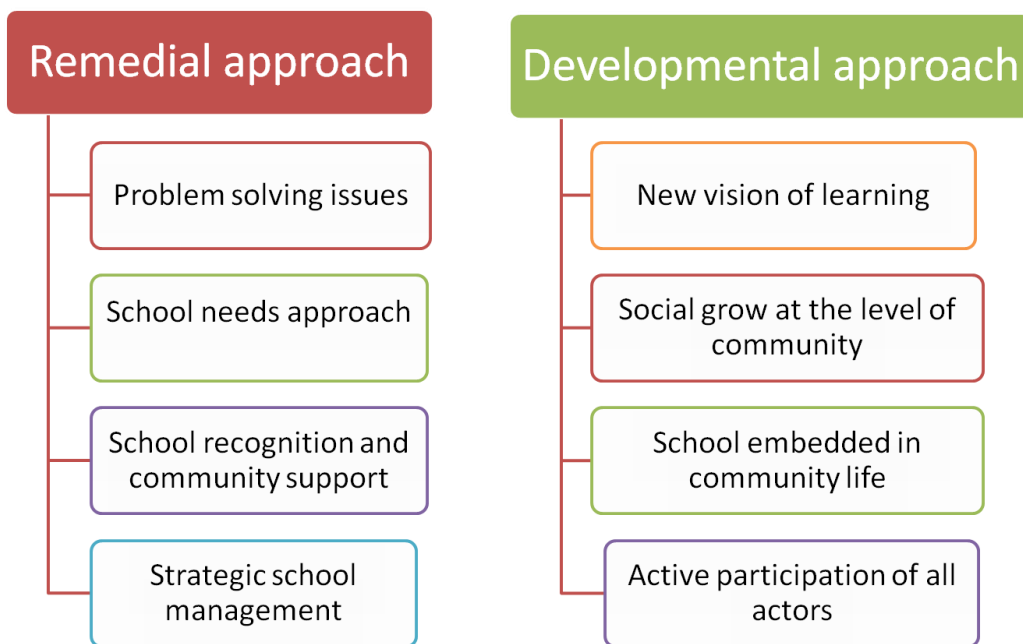 Remedial approach
Problem solving issues
School needs approach
School recognition and
community support
Strategic school
management
Developmental approach
New vision of learning
Social grow at the level of
community
School embedded in
community life
Active participation of all
actors